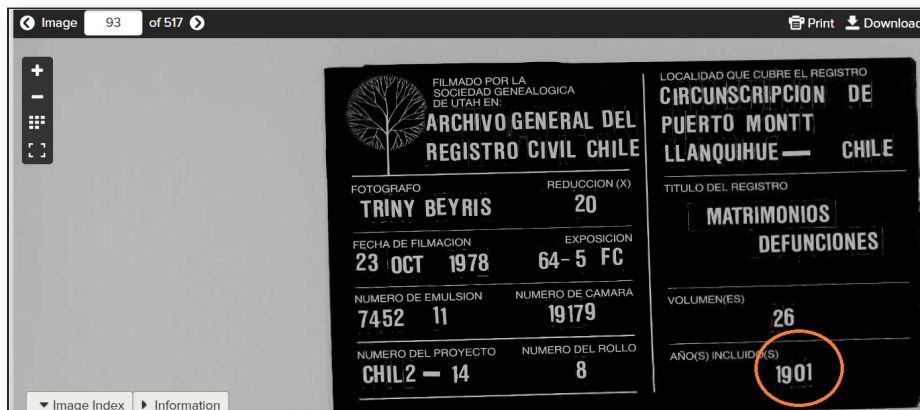 Image 93 of 517
Print Download
FILMADO POR LA
SOCIEDAD GENEALOGICA
DE UTAH EN:
ARCHIVO GENERAL DEL
REGISTRO CIVIL CHILE
FOTOGRAFO
REDUCCION (X)
TRINY BEYRIS
20
FECHA DE FILMACION
EXPOSICION
23 OCT 1978
64-5 FC
NUMERO DE EMULSION
NUMERO DE CAMARA
7452 11
19179
NUMERO DEL PROYECTO
NUMERO DEL ROLLO
CHIL2 — 14
8
LOCALIDAD QUE CUBRE EL REGISTRO
CIRCUNSCRIPCION DE
PUERTO MONTT
LLANQUIHUE — CHILE
TITULO DEL REGISTRO
MATRIMONIOS
DEFUNCIONES
VOLUMEN(ES)
26
AÑO(S) INCLUIDO(S)
1901
Image Index Information